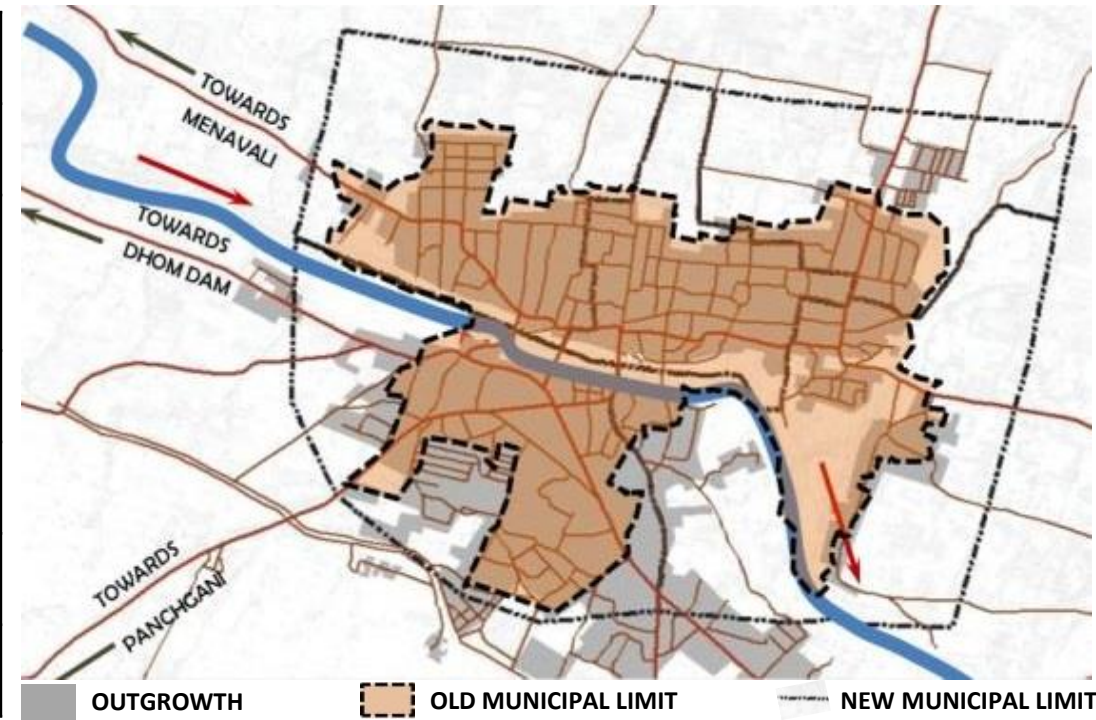 TOWARDS
MENAVALI
TOWARDS
DHOM DAM
TOWARDS
PANCHGANI
OUTGROWTH
OLD MUNICIPAL LIMIT
NEW MUNICIPAL LIMIT